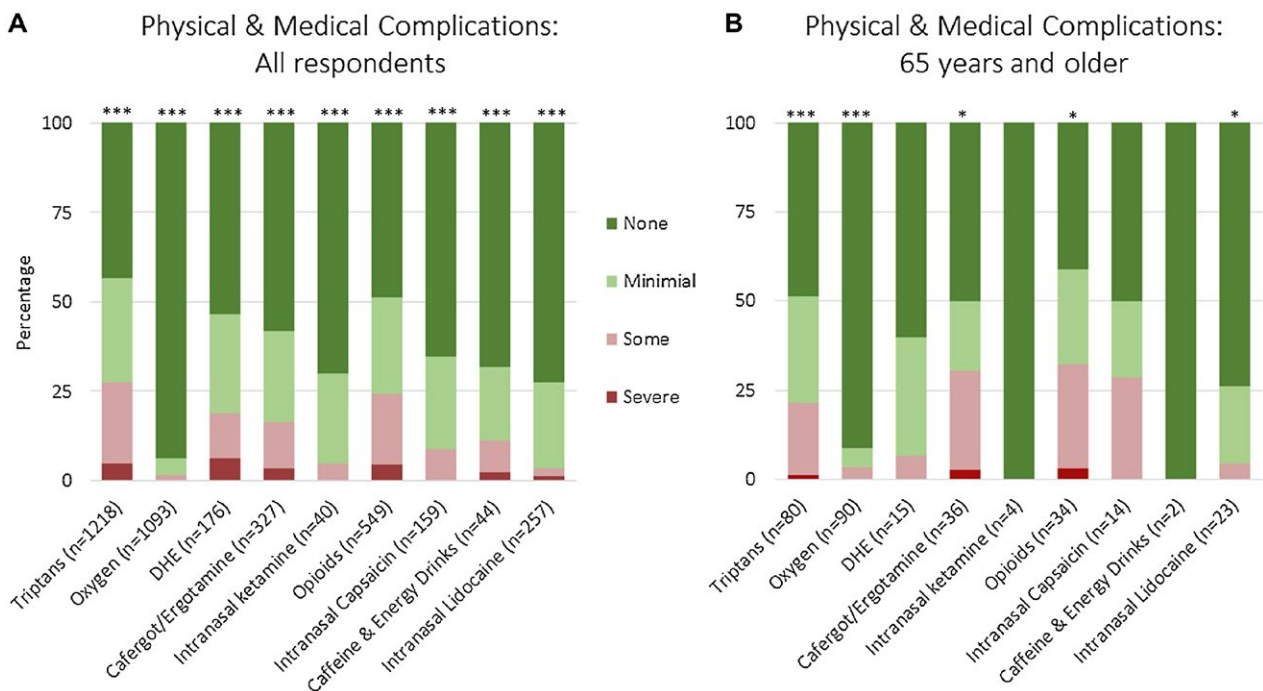 A
Physical & Medical Complications:
All respondents
*** *** *** *** *** *** *** *** ***
Percentage
100
75
50
25
0
Triptans (n=1218)
Oxygen (n=1093)
DHE (n=176)
Cafergot/Ergotamine (n=327)
Intranasal ketamine (n=40)
Opioids (n=549)
Intranasal Capsaicin (n=159)
Caffeine & Energy Drinks (n=44)
Intranasal Lidocaine (n=257)
None
Minimial
Some
Severe
B
Physical & Medical Complications:
65 years and older
*** *** * * *
100
75
50
25
0
Triptans (n=80)
Oxygen (n=90)
DHE (n=15)
Cafergot/Ergotamine (n=36)
Intranasal ketamine (n=4)
Opioids (n=34)
Intranasal Capsaicin (n=14)
Caffeine & Energy Drinks (n=2)
Intranasal Lidocaine (n=23)